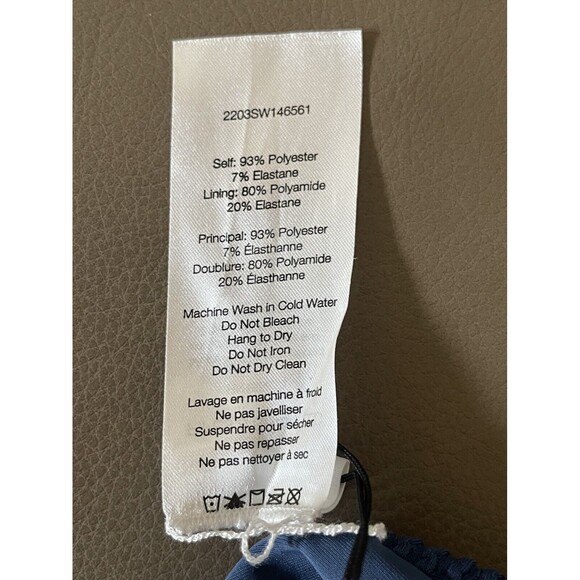 2203SW146561
Self: 93% Polyester
7% Elastane
Lining: 80% Polyamide
20% Elastane
Principal: 93% Polyester
7% Élasthanne
Doublure: 80% Polyamide
20% Élasthanne
Machine Wash in Cold Water
Do Not Bleach
Hang to Dry
Do Not Iron
Do Not Dry Clean
Lavage en machine à froid
Ne pas javelliser
Suspendre pour sécher
Ne pas repasser
Ne pas nettoyer à sec